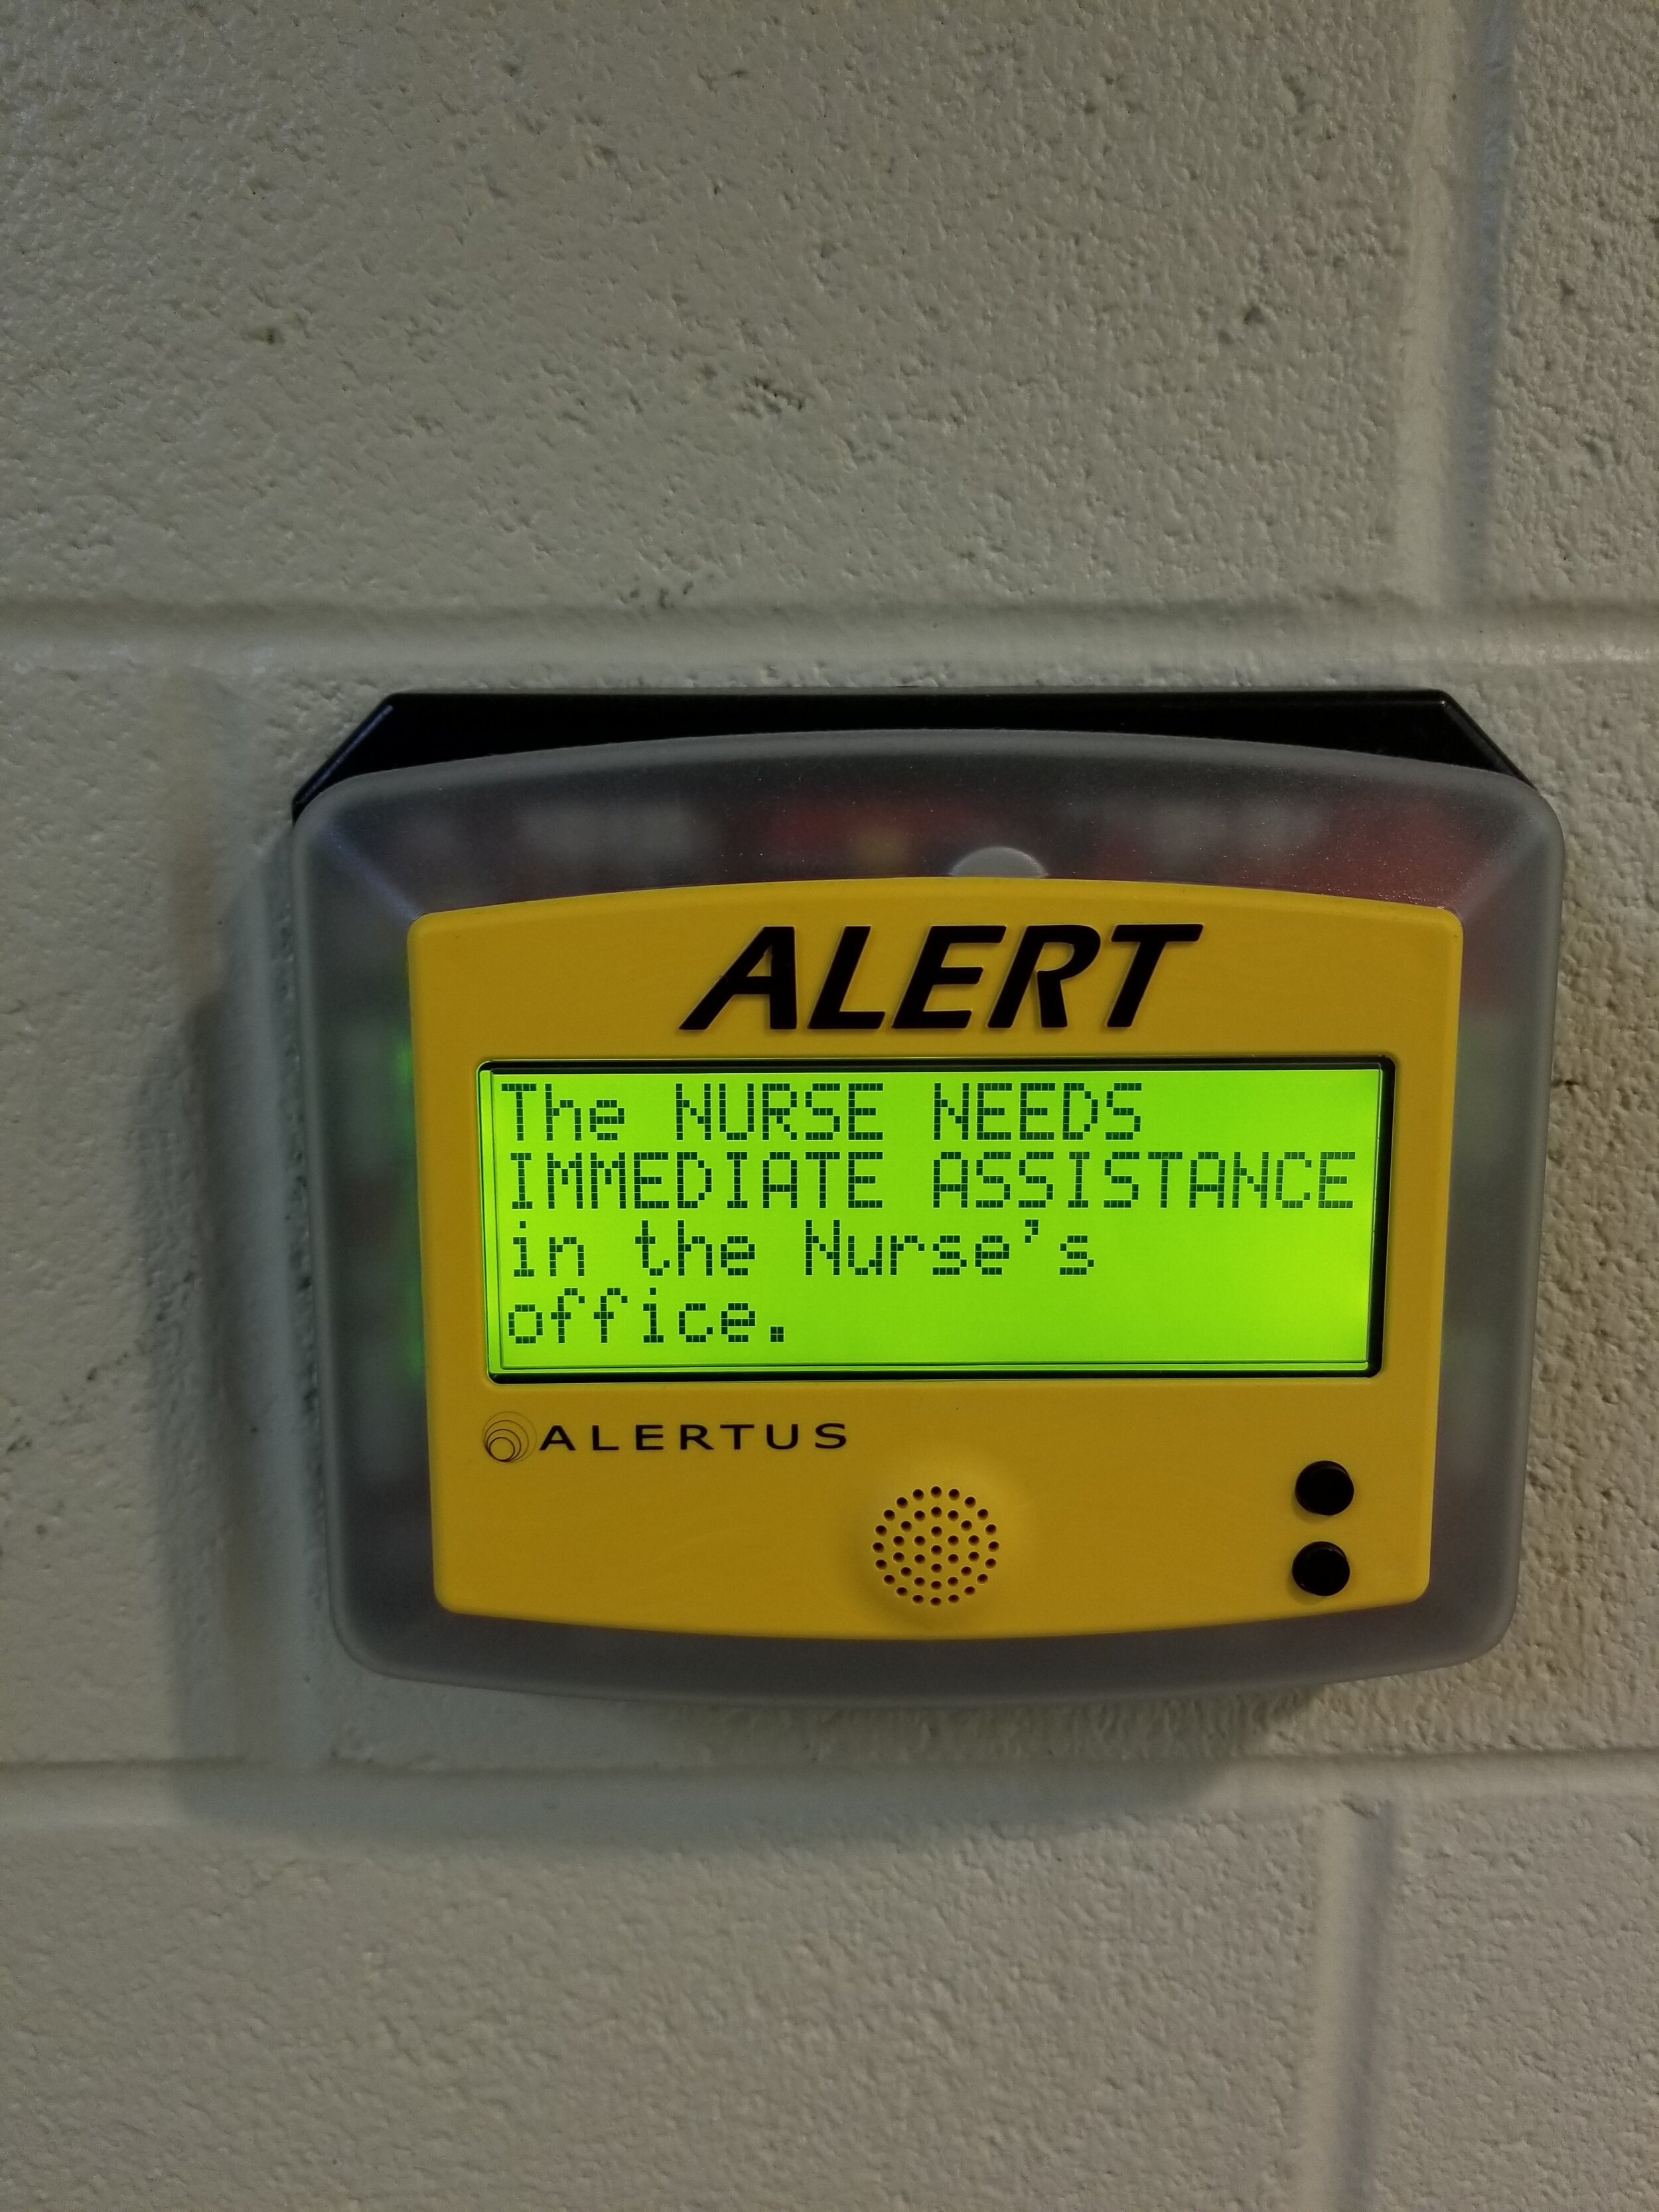 ALERT
The NURSE NEEDS
IMMEDIATE ASSISTANCE
in the Nurse's
office.
ALERTUS